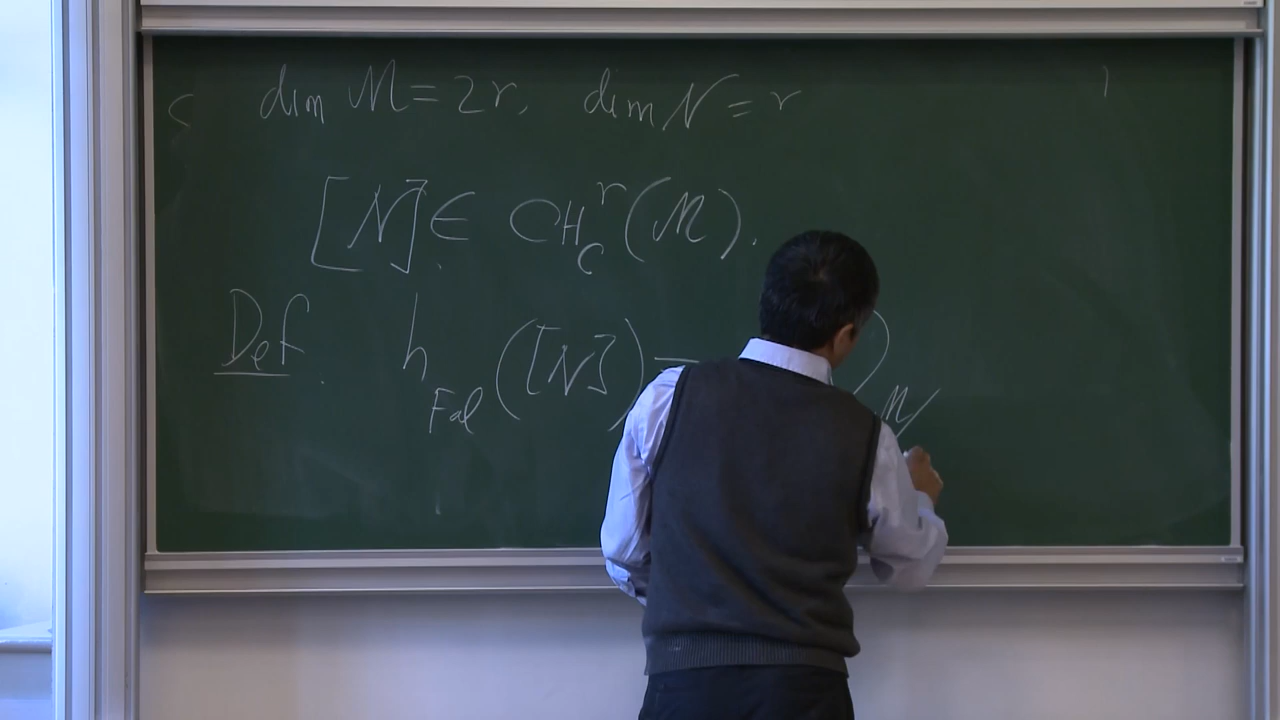 dim M = 2r, dim N = r
[N] ∈ CH^r_c(M).
Def. h_Fal([N]) = ) M/